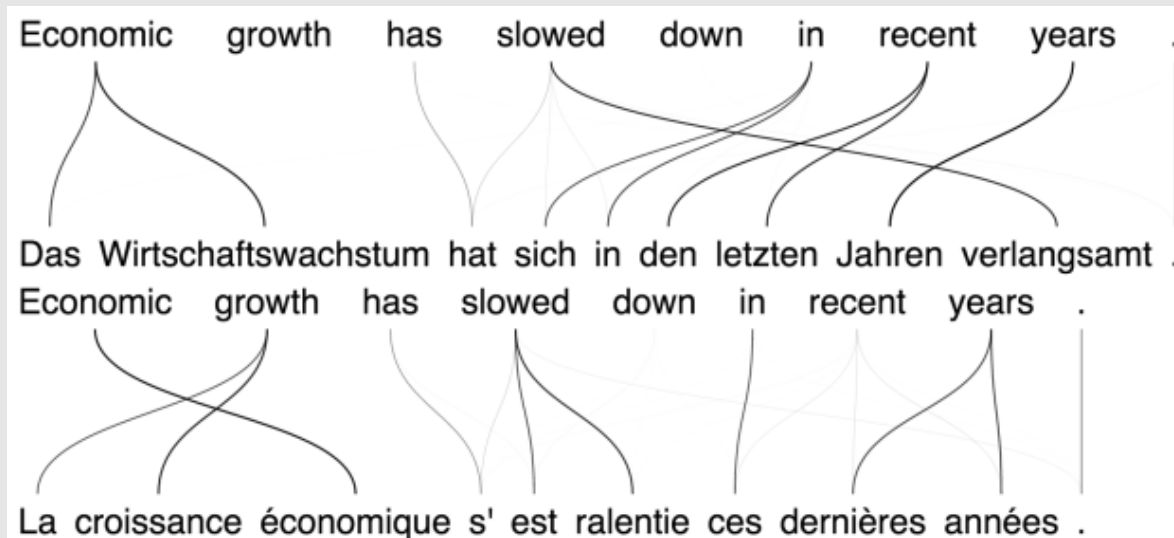 Economic growth has slowed down in recent years .
Das Wirtschaftswachstum hat sich in den letzten Jahren verlangsamt .
Economic growth has slowed down in recent years .
La croissance économique s' est ralentie ces dernières années .